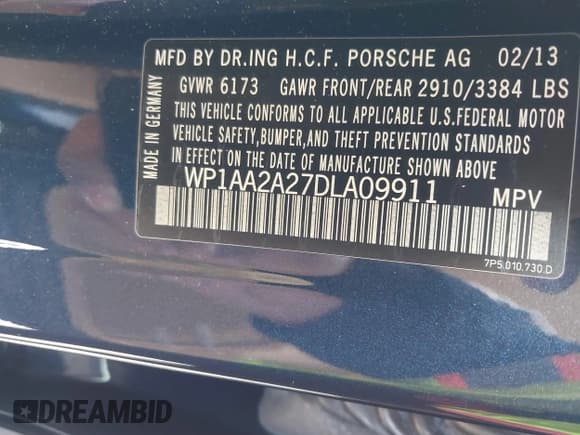 MFD BY DR.ING H.C.F. PORSCHE AG 02/13
GVWR 6173 GAWR FRONT/REAR 2910/3384 LBS
THIS VEHICLE CONFORMS TO ALL APPLICABLE U.S.FEDERAL MOTOR
VEHICLE SAFETY,BUMPER,AND THEFT PREVENTION STANDARDS
IN EFFECT ON THE DATE OF MANUFACTURE SHOWN ABOVE
MADE IN GERMANY
WP1AA2A27DLA09911 MPV
7P5.010.730.D
DREAMBID